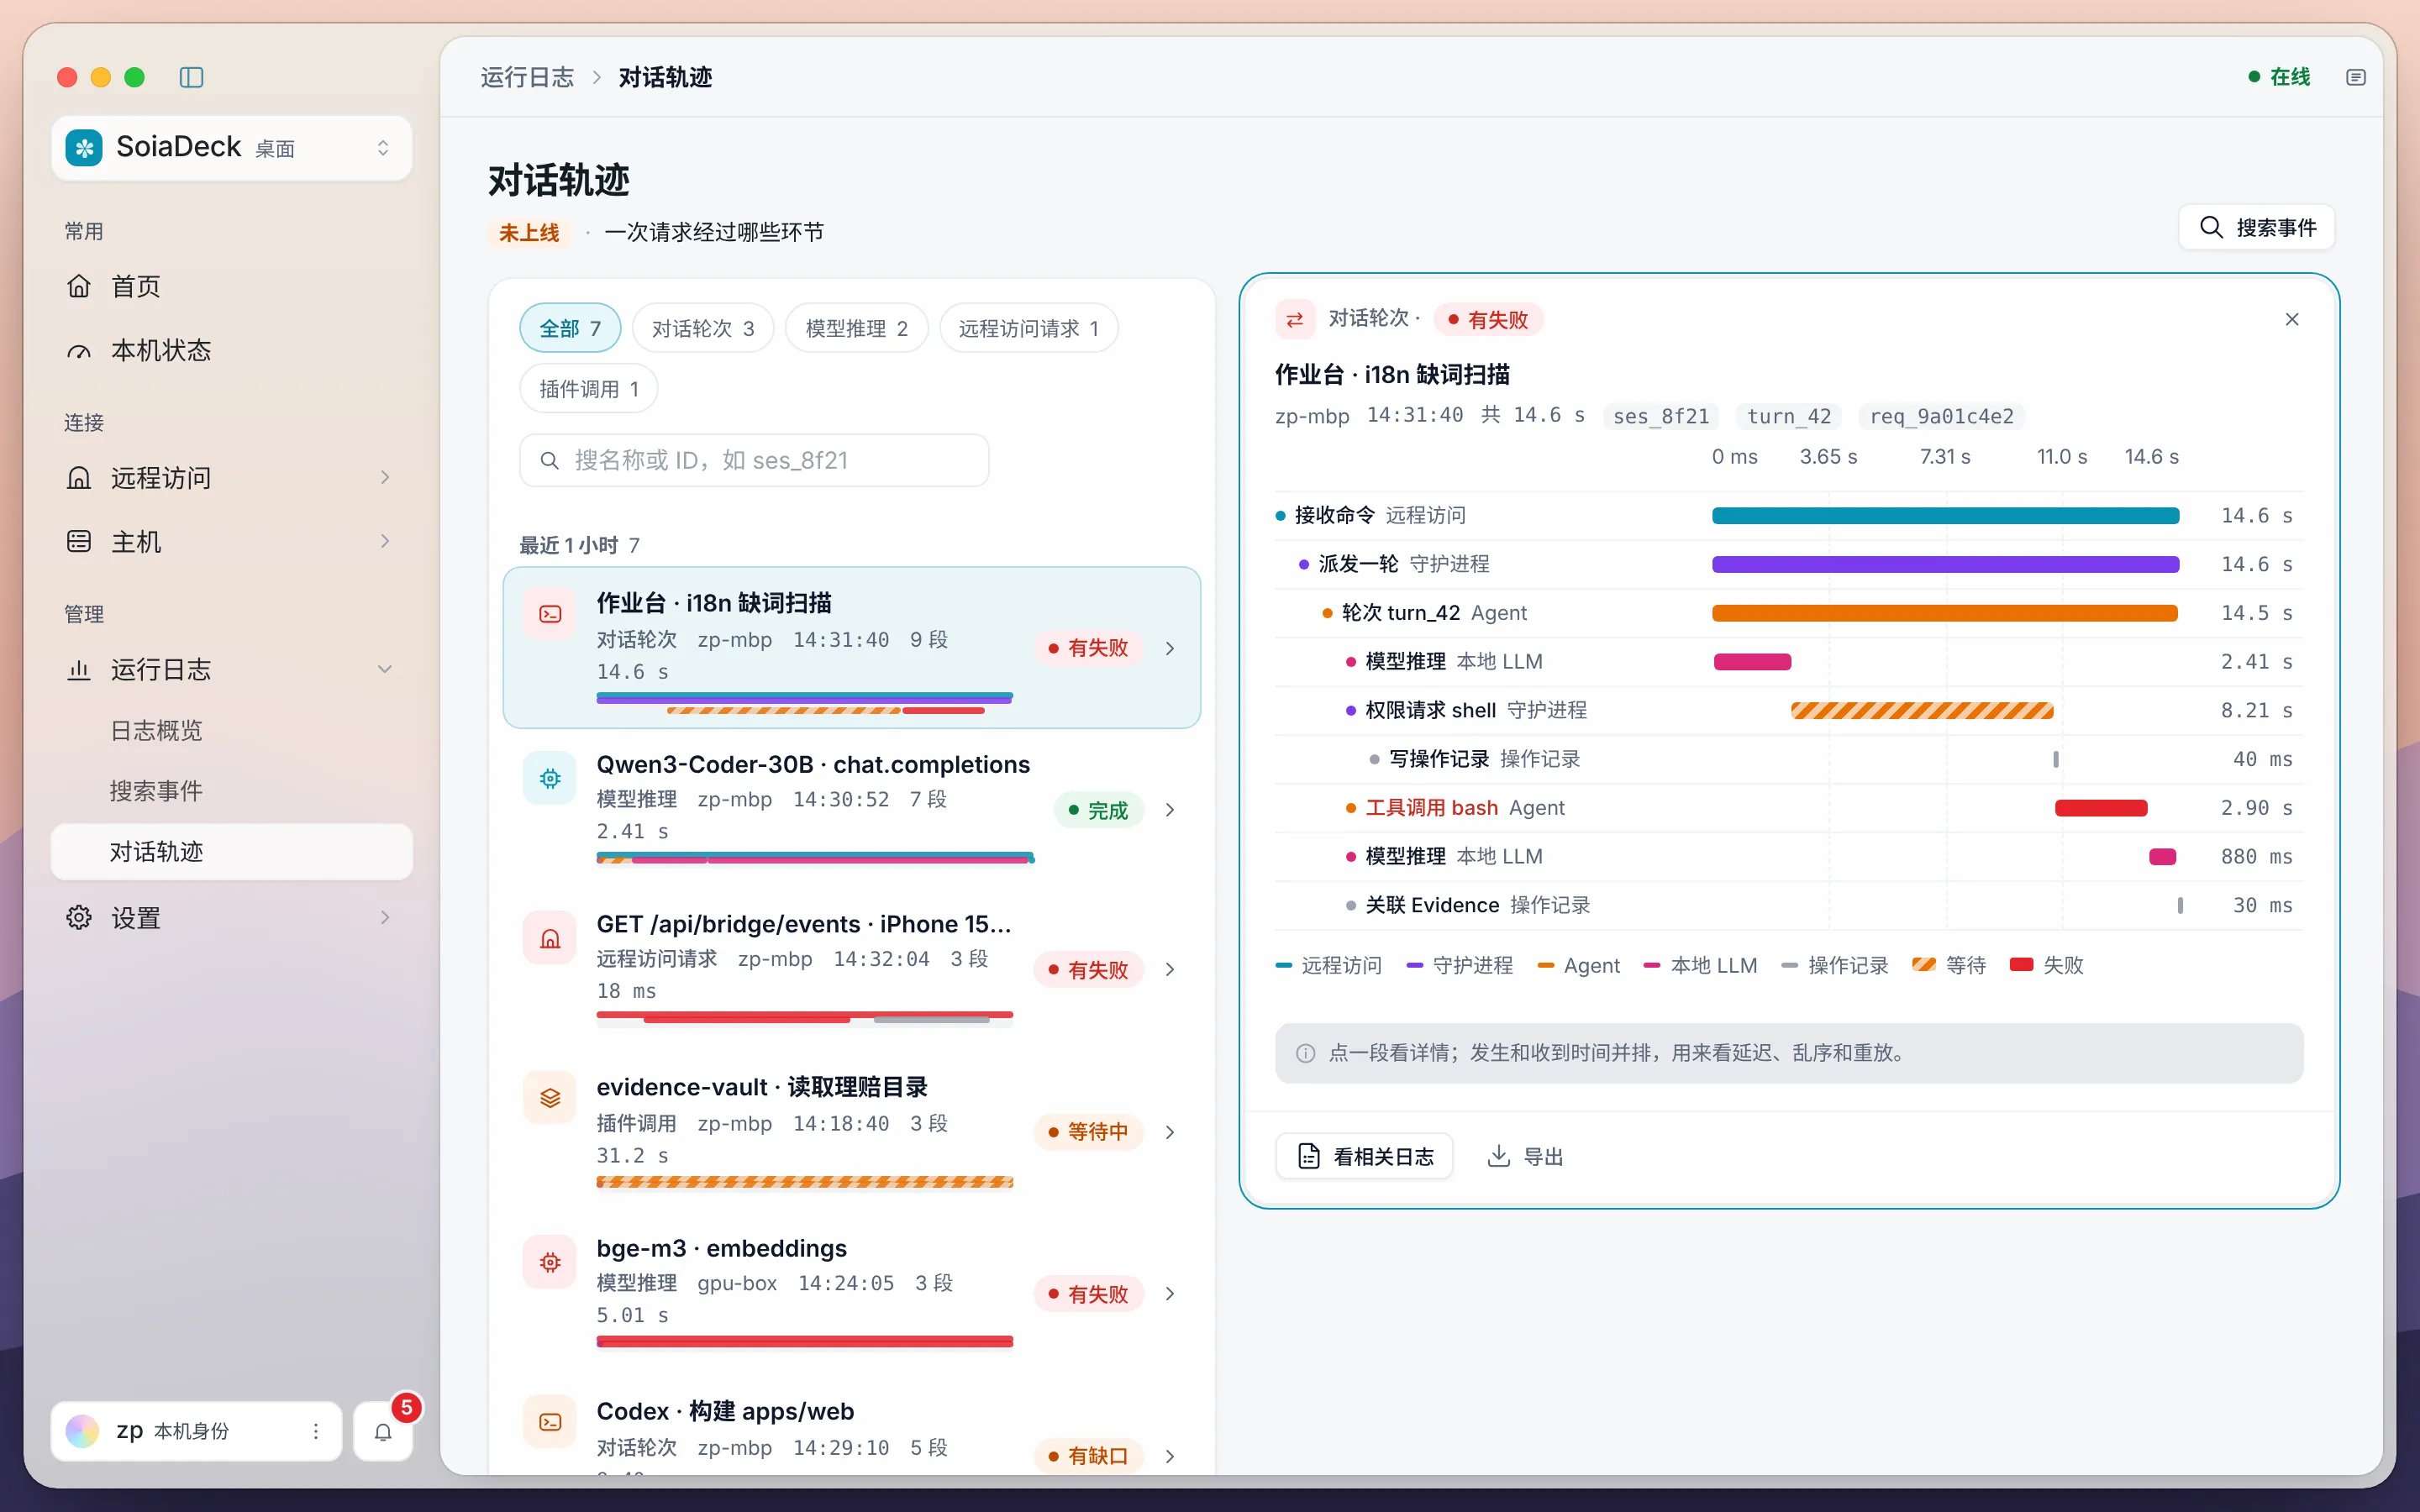 SoiaDeck 桌面
常用
首页
本机状态
连接
远程访问
主机
管理
运行日志
日志概览
搜索事件
对话轨迹
设置
zp 本机身份
5
运行日志 > 对话轨迹
在线
对话轨迹
未上线 · 一次请求经过哪些环节
搜索事件
全部 7
对话轮次 3
模型推理 2
远程访问请求 1
插件调用 1
搜名称或 ID，如 ses_8f21
最近 1 小时 7
作业台 · i18n 缺词扫描
对话轮次 zp-mbp 14:31:40 9 段
14.6 s
有失败
Qwen3-Coder-30B · chat.completions
模型推理 zp-mbp 14:30:52 7 段
2.41 s
完成
GET /api/bridge/events · iPhone 15...
远程访问请求 zp-mbp 14:32:04 3 段
18 ms
有失败
evidence-vault · 读取理赔目录
插件调用 zp-mbp 14:18:40 3 段
31.2 s
等待中
bge-m3 · embeddings
模型推理 gpu-box 14:24:05 3 段
5.01 s
有失败
Codex · 构建 apps/web
对话轮次 zp-mbp 14:29:10 5 段
有缺口
对话轮次 · 有失败
作业台 · i18n 缺词扫描
zp-mbp 14:31:40 共 14.6 s ses_8f21 turn_42 req_9a01c4e2
0 ms 3.65 s 7.31 s 11.0 s 14.6 s
接收命令 远程访问 14.6 s
派发一轮 守护进程 14.6 s
轮次 turn_42 Agent 14.5 s
模型推理 本地 LLM 2.41 s
权限请求 shell 守护进程 8.21 s
写操作记录 操作记录 40 ms
工具调用 bash Agent 2.90 s
模型推理 本地 LLM 880 ms
关联 Evidence 操作记录 30 ms
远程访问 守护进程 Agent 本地 LLM 操作记录 等待 失败
点一段看详情；发生和收到时间并排，用来看延迟、乱序和重放。
看相关日志
导出